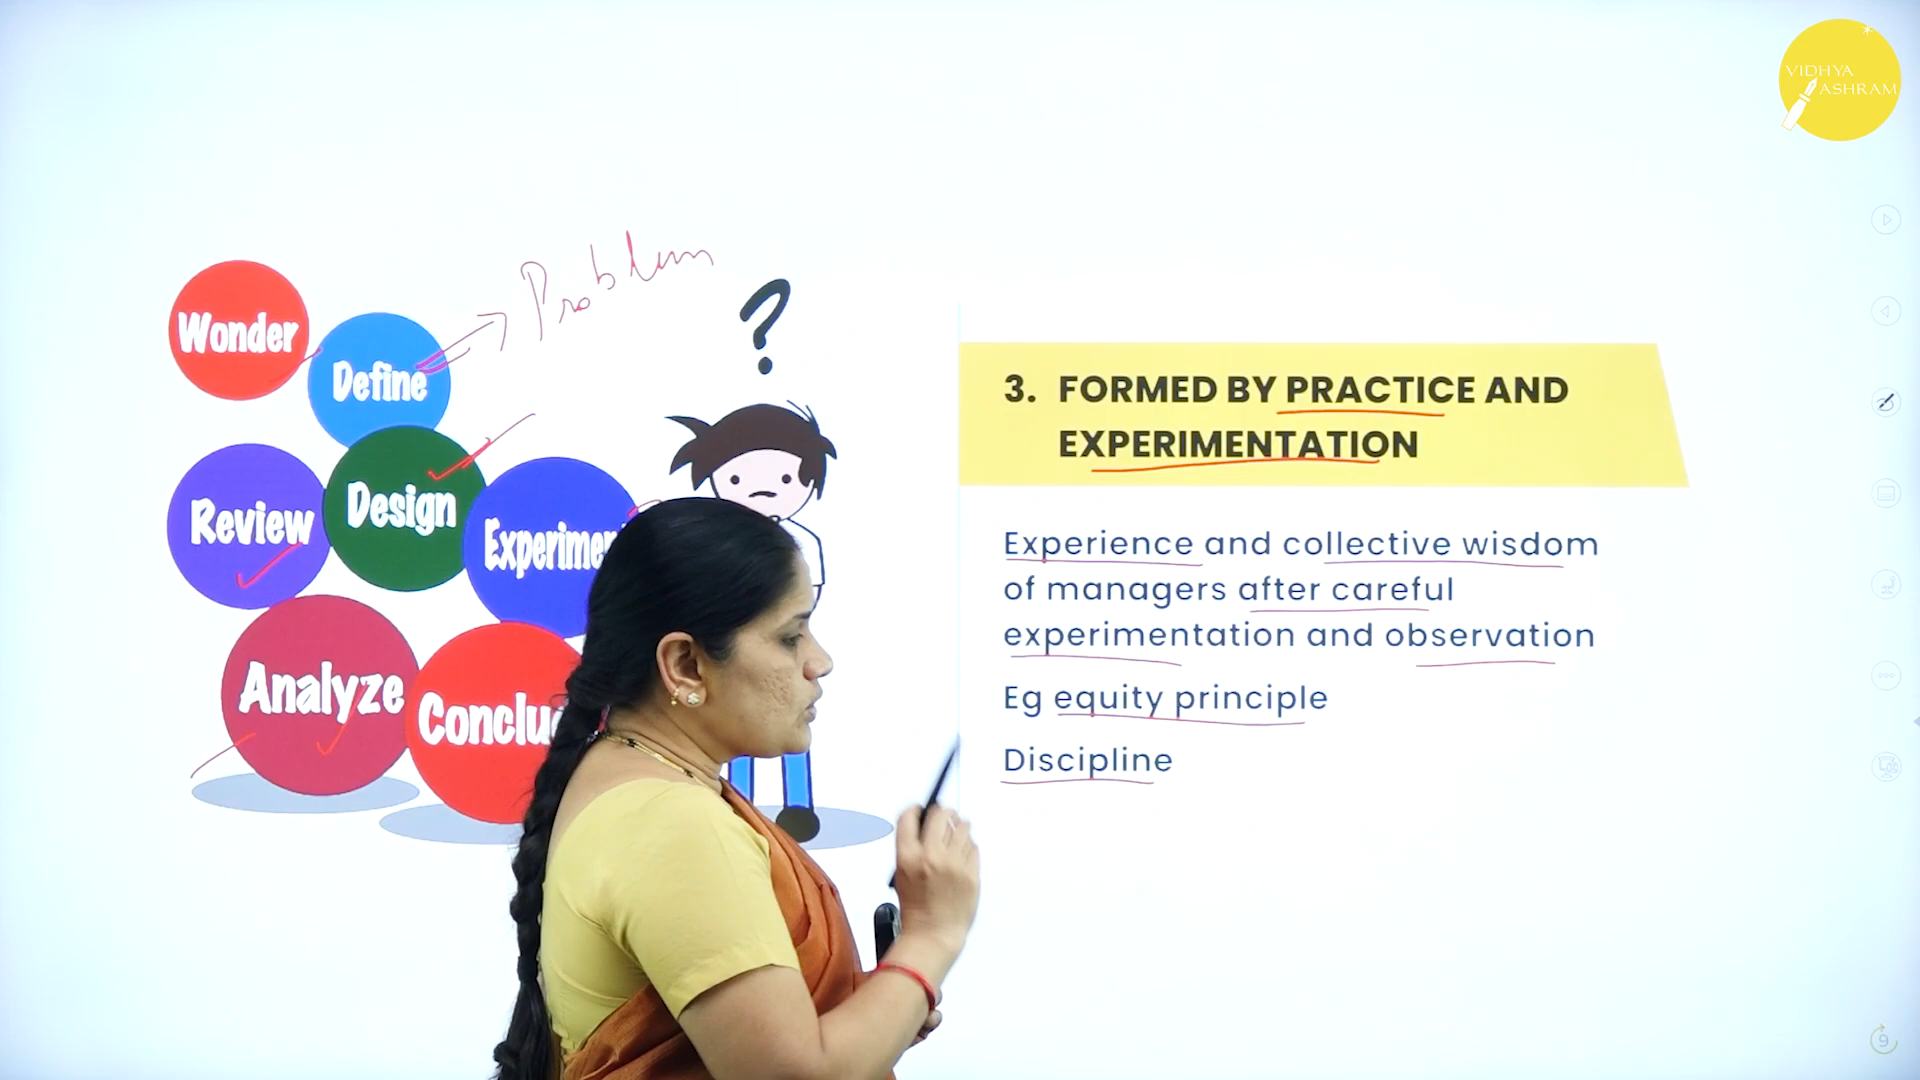 VIDHYA
ASHRAM
Problem
Wonder
Define
?
Review
Design
Analyze
3. FORMED BY PRACTICE AND
EXPERIMENTATION
Experience and collective wisdom
of managers after careful
experimentation and observation
Eg equity principle
Discipline
9